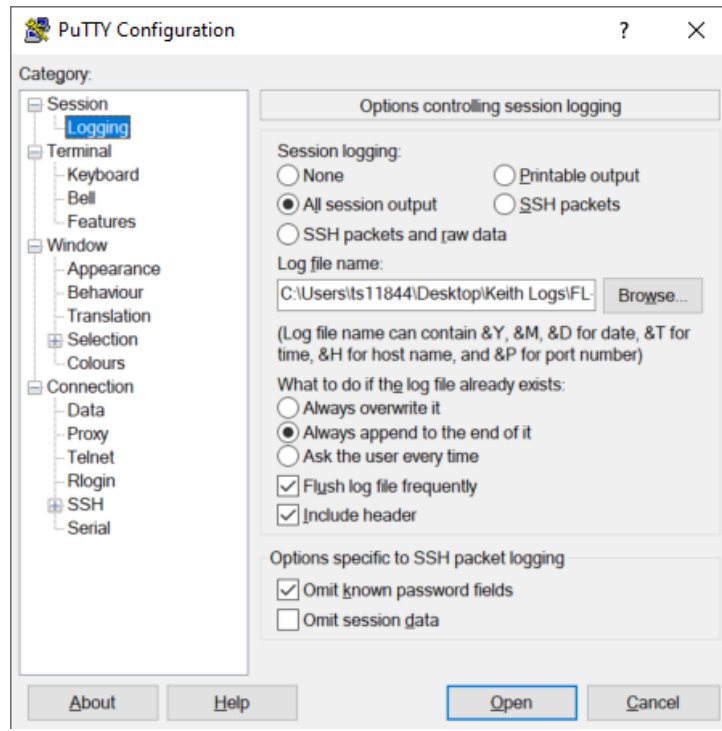 PuTTY Configuration
?
Category:
Session
Logging
Terminal
Keyboard
Bell
Features
Window
Appearance
Behaviour
Translation
Selection
Colours
Connection
Data
Proxy
Telnet
Rlogin
SSH
Serial
Options controlling session logging
Session logging:
None Printable output
All session output SSH packets
SSH packets and raw data
Log file name:
C:\Users\ts11844\Desktop\Keith Logs\FL- Browse...
(Log file name can contain &Y, &M, &D for date, &T for
time, &H for host name, and &P for port number)
What to do if the log file already exists:
Always overwrite it
Always append to the end of it
Ask the user every time
Flush log file frequently
Include header
Options specific to SSH packet logging
Omit known password fields
Omit session data
About Help Open Cancel